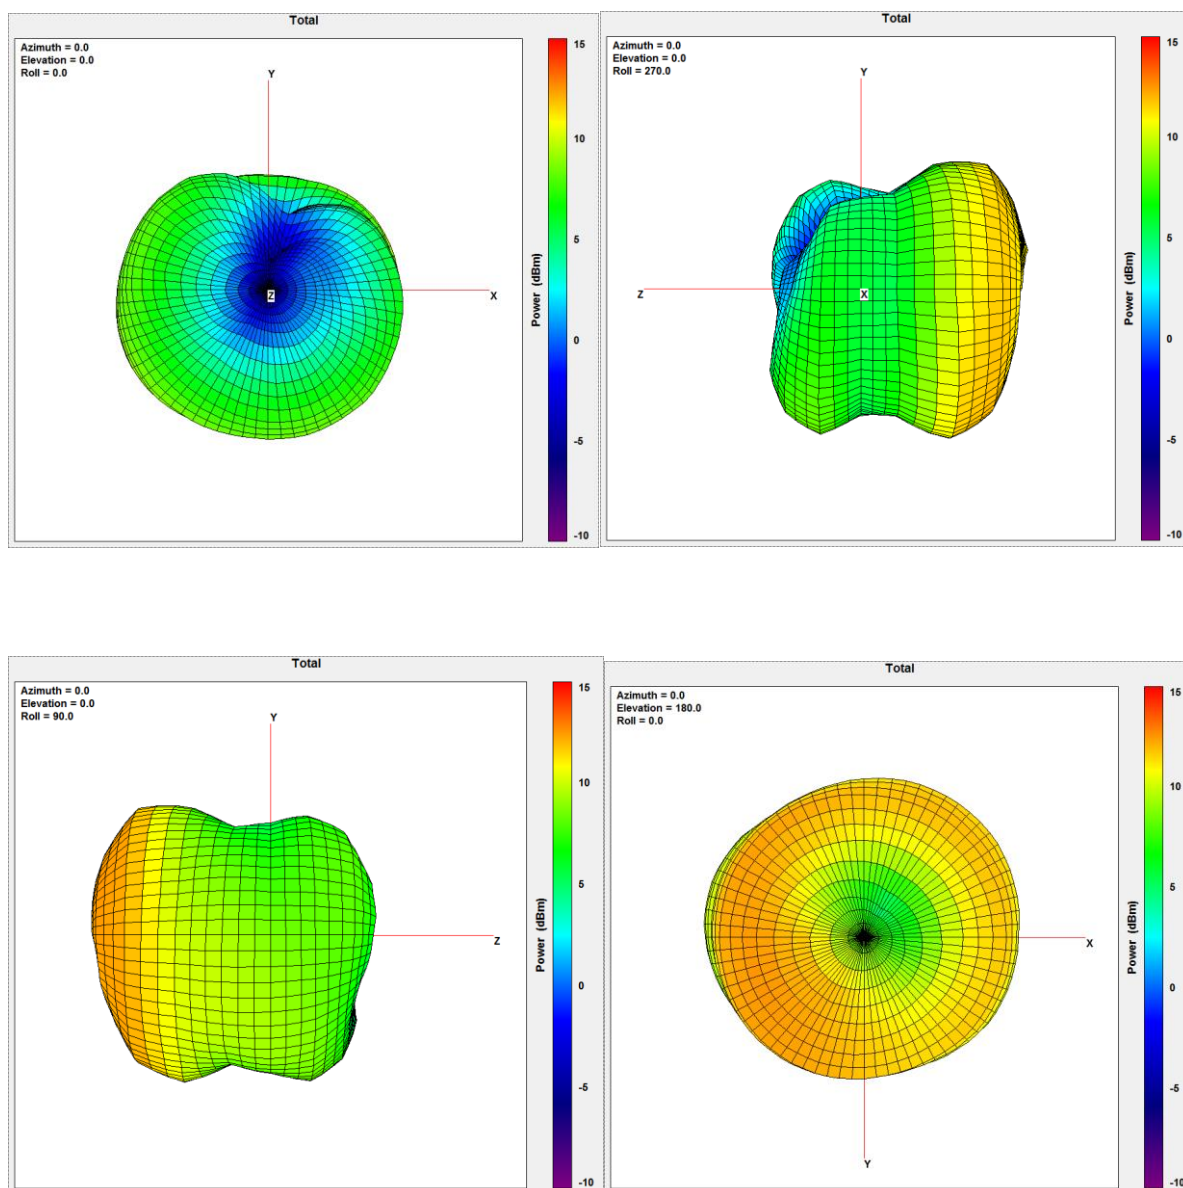 Total
Azimuth = 0.0
Elevation = 0.0
Roll = 0.0
Y
X
Z
15
10
5
0
-5
-10
Power (dBm)
Total
Azimuth = 0.0
Elevation = 0.0
Roll = 270.0
Y
Z
X
15
10
5
0
-5
-10
Power (dBm)
Total
Azimuth = 0.0
Elevation = 0.0
Roll = 90.0
Y
Z
15
10
5
0
-5
-10
Power (dBm)
Total
Azimuth = 0.0
Elevation = 180.0
Roll = 0.0
X
Y
15
10
5
0
-5
-10
Power (dBm)